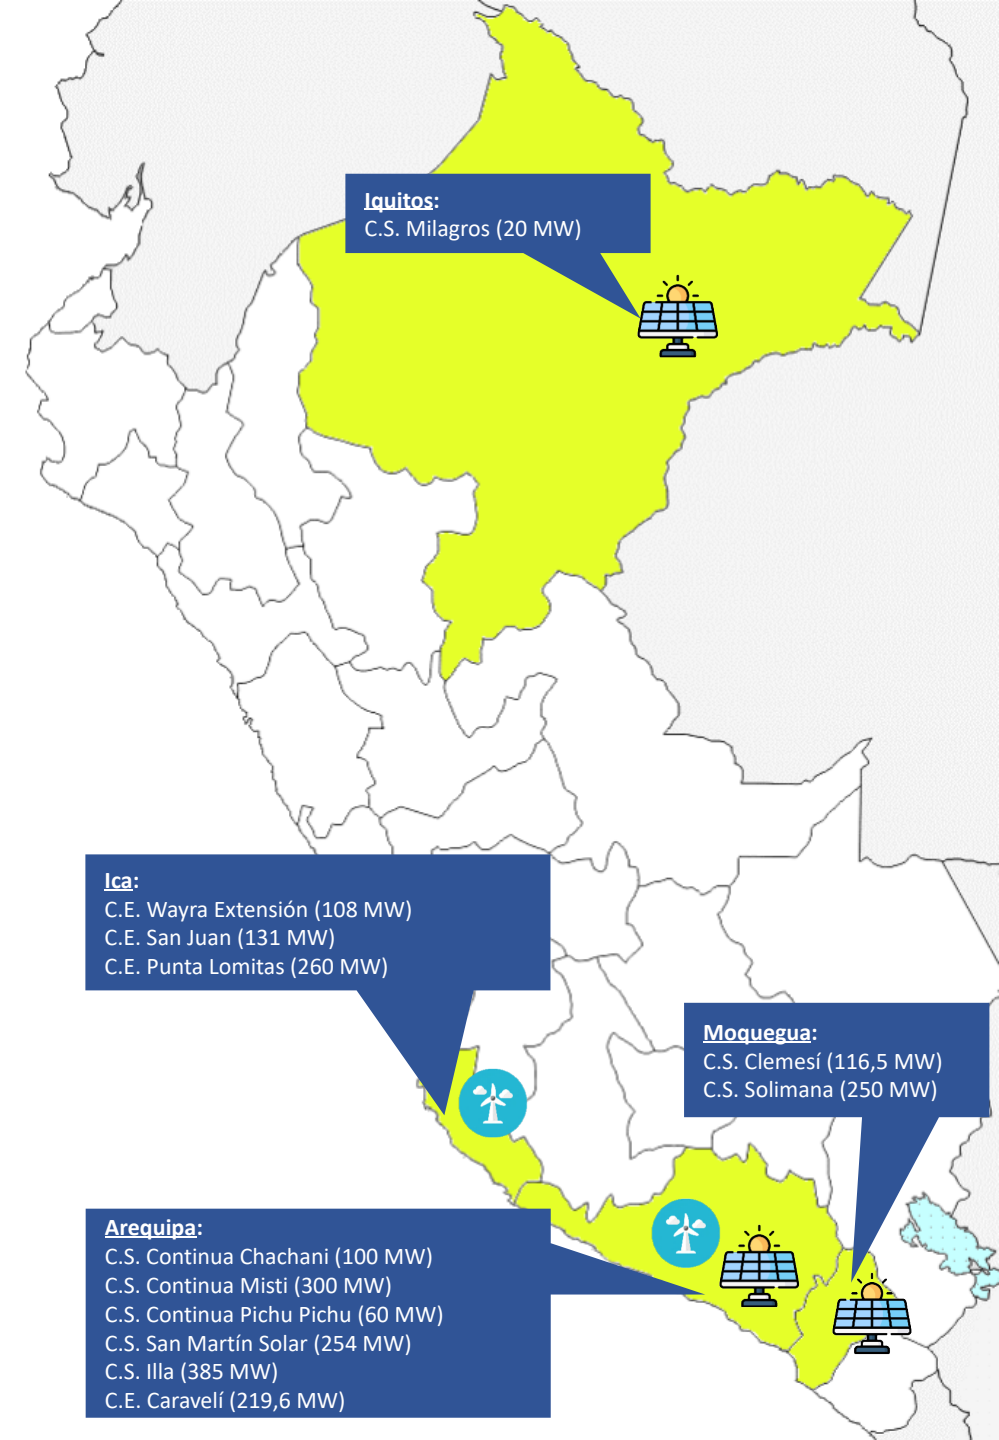 Iquitos:
C.S. Milagros (20 MW)
Ica:
C.E. Wayra Extensión (108 MW)
C.E. San Juan (131 MW)
C.E. Punta Lomitas (260 MW)
Moquegua:
C.S. Clemesí (116,5 MW)
C.S. Solimana (250 MW)
Arequipa:
C.S. Continua Chachani (100 MW)
C.S. Continua Misti (300 MW)
C.S. Continua Pichu Pichu (60 MW)
C.S. San Martín Solar (254 MW)
C.S. Illa (385 MW)
C.E. Caravelí (219,6 MW)